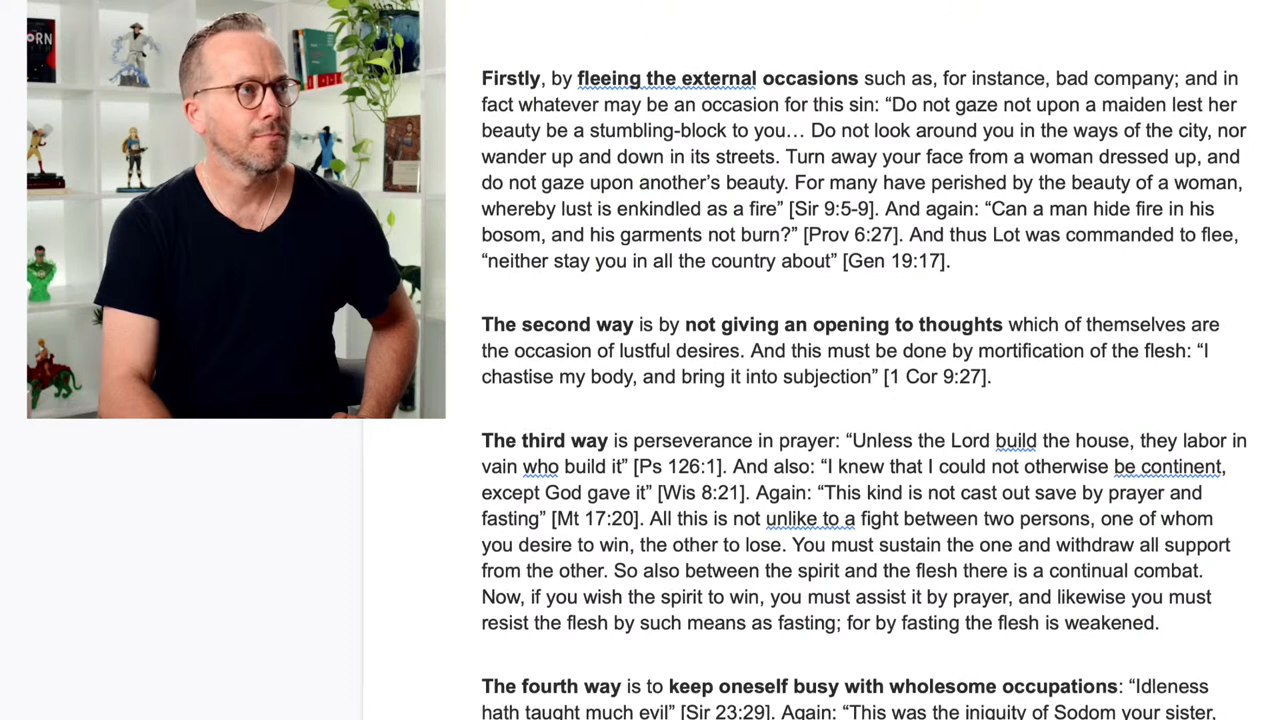 ORN
Firstly, by fleeing the external occasions such as, for instance, bad company; and in
fact whatever may be an occasion for this sin: “Do not gaze not upon a maiden lest her
beauty be a stumbling-block to you… Do not look around you in the ways of the city, nor
wander up and down in its streets. Turn away your face from a woman dressed up, and
do not gaze upon another’s beauty. For many have perished by the beauty of a woman,
whereby lust is enkindled as a fire” [Sir 9:5-9]. And again: “Can a man hide fire in his
bosom, and his garments not burn?” [Prov 6:27]. And thus Lot was commanded to flee,
“neither stay you in all the country about” [Gen 19:17].
The second way is by not giving an opening to thoughts which of themselves are
the occasion of lustful desires. And this must be done by mortification of the flesh: “I
chastise my body, and bring it into subjection” [1 Cor 9:27].
The third way is perseverance in prayer: “Unless the Lord build the house, they labor in
vain who build it” [Ps 126:1]. And also: “I knew that I could not otherwise be continent,
except God gave it” [Wis 8:21]. Again: “This kind is not cast out save by prayer and
fasting” [Mt 17:20]. All this is not unlike to a fight between two persons, one of whom
you desire to win, the other to lose. You must sustain the one and withdraw all support
from the other. So also between the spirit and the flesh there is a continual combat.
Now, if you wish the spirit to win, you must assist it by prayer, and likewise you must
resist the flesh by such means as fasting; for by fasting the flesh is weakened.
The fourth way is to keep oneself busy with wholesome occupations: “Idleness
hath taught much evil” [Sir 23:29]. Again: “This was the iniquity of Sodom your sister,